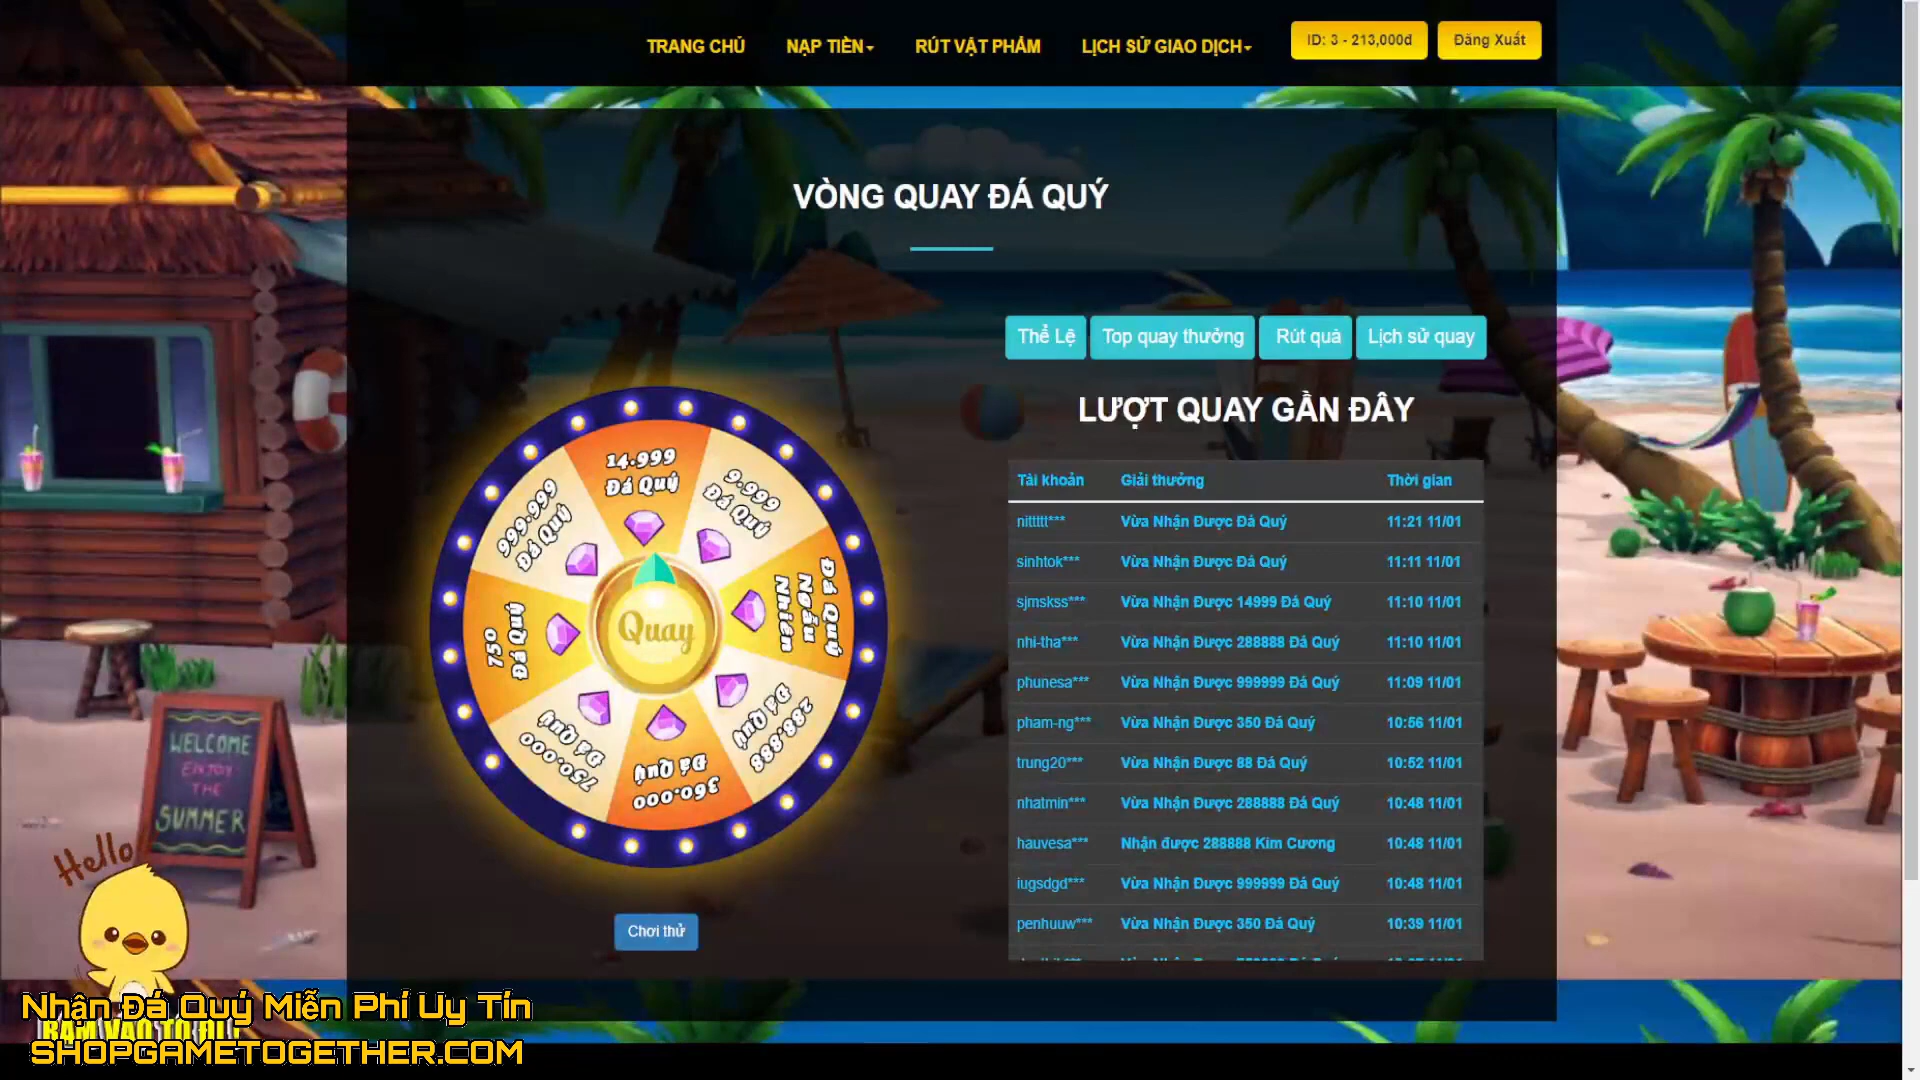 TRANG CHỦ
NẠP TIỀN
RÚT VẬT PHẨM
LỊCH SỬ GIAO DỊCH
ID: 3 - 213,000đ
Đăng Xuất
VÒNG QUAY ĐÁ QUÝ
Thể Lệ
Top quay thưởng
Rút quà
Lịch sử quay
LƯỢT QUAY GẦN ĐÂY
Tài khoản Giải thưởng Thời gian
nittttt*** Vừa Nhận Được Đá Quý 11:21 11/01
sinhtok*** Vừa Nhận Được Đá Quý 11:11 11/01
sjmskss*** Vừa Nhận Được 14999 Đá Quý 11:10 11/01
nhi-tha*** Vừa Nhận Được 288888 Đá Quý 11:10 11/01
phunesa*** Vừa Nhận Được 999999 Đá Quý 11:09 11/01
pham-ng*** Vừa Nhận Được 350 Đá Quý 10:56 11/01
trung20*** Vừa Nhận Được 88 Đá Quý 10:52 11/01
nhatmin*** Vừa Nhận Được 288888 Đá Quý 10:48 11/01
hauvesa*** Nhận được 288888 Kim Cương 10:48 11/01
iugsdgd*** Vừa Nhận Được 999999 Đá Quý 10:48 11/01
penhuuw*** Vừa Nhận Được 350 Đá Quý 10:39 11/01
14.999
Đá Quý
9.999
Đá Quý
Đá Quý
Ngẫu
Nhiên
288.888
Đá Quý
360.000
Đá Quý
750.000
Đá Quý
750
Đá Quý
999.999
Đá Quý
Quay
Chơi thử
WELCOME
ENJOY
THE
SUMMER
Hello
Nhận Đá Quý Miễn Phí Uy Tín
BẤM VÀO TỚ ĐI !
SHOPGAMETOGETHER.COM